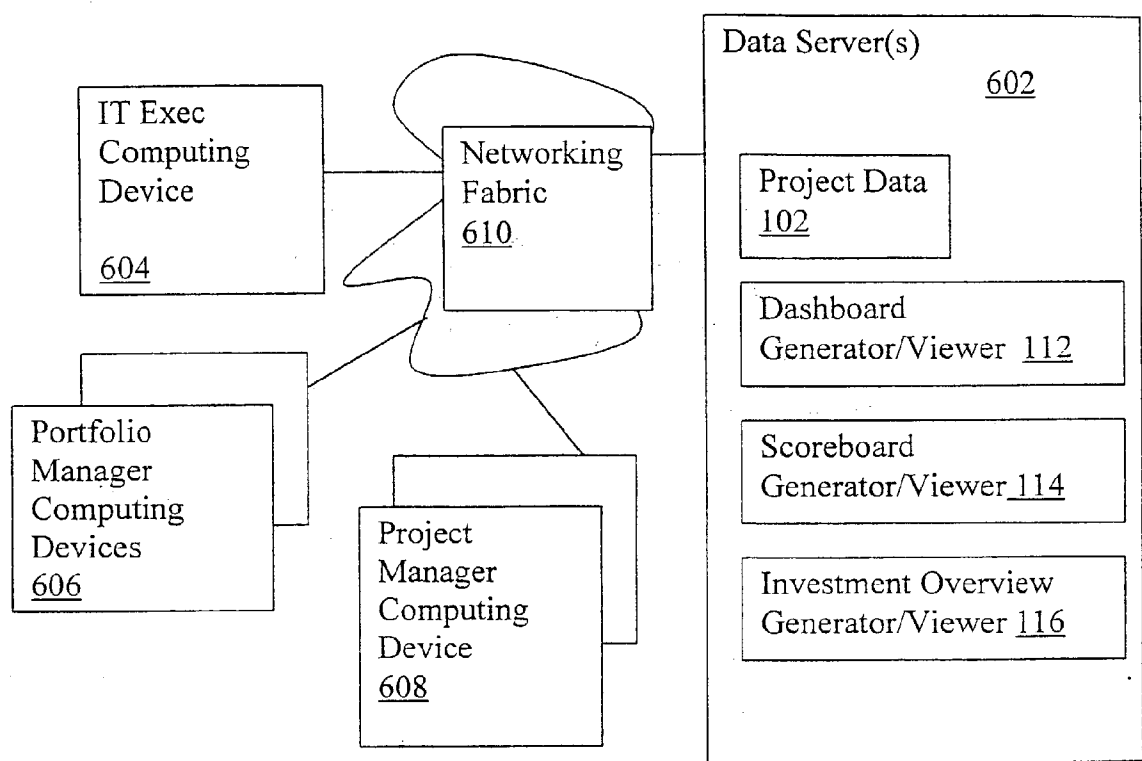 IT Exec
Computing
Device
604
Networking
Fabric
610
Data Server(s)
602
Project Data
102
Dashboard
Generator/Viewer 112
Scoreboard
Generator/Viewer 114
Investment Overview
Generator/Viewer 116
Portfolio
Manager
Computing
Devices
606
Project
Manager
Computing
Device
608